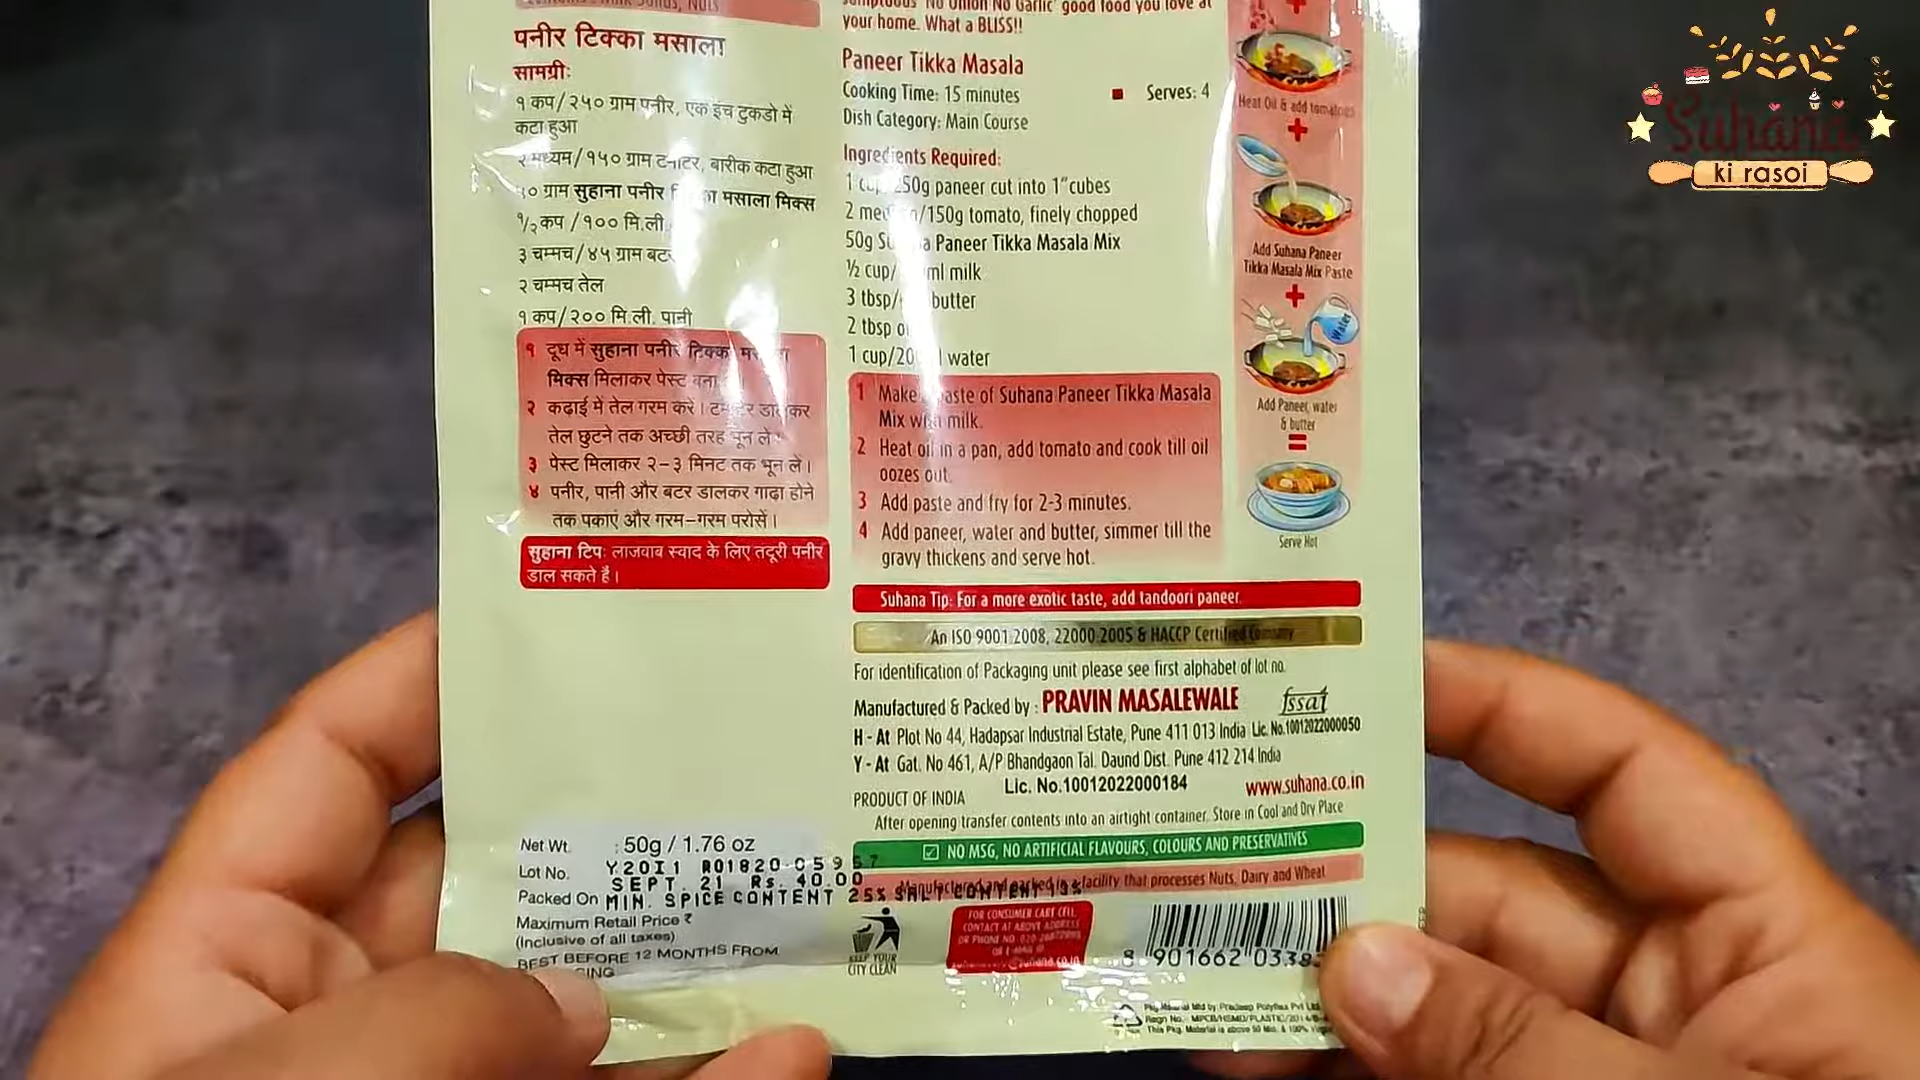 पनीर टिक्का मसाला
सामग्री:
१ कप/२५० ग्राम पनीर, एक इंच टुकडो में
कटा हुआ
२ मध्यम/१५० ग्राम टमाटर, बारीक कटा हुआ
५० ग्राम सुहाना पनीर टिक्का मसाला मिक्स
१/२ कप / १०० मि.ली.
३ चम्मच/४५ ग्राम बटर
२ चम्मच तेल
१ कप/२०० मि.ली. पानी
१ दूध में सुहाना पनीर टिक्का मसाला
मिक्स मिलाकर पेस्ट
२ कढ़ाई में तेल गरम करे। टमाटर डालकर
तेल छुटने तक अच्छी तरह भून ले।
३ पेस्ट मिलाकर २-३ मिनट तक भून लें।
४ पनीर, पानी और बटर डालकर गाढ़ा होने
तक पकाएं और गरम-गरम परोसें।
सुहाना टिप: लाजवाब स्वाद के लिए तदूरी पनीर
डाल सकते है।
Net Wt. : 50g / 1.76 oz
Lot No. Y20I1 R01820 05957
SEPT. 21 Rs. 40.00
Packed On MIN. SPICE CONTENT 25% SALT CONTENT
Maximum Retail Price ₹
(Inclusive of all taxes)
BEST BEFORE 12 MONTHS FROM
'No Onion No Garlic' good food you love at
your home. What a BLISS!!
Paneer Tikka Masala
Cooking Time: 15 minutes ■ Serves: 4
Dish Category: Main Course
Ingredients Required:
1 cup/250g paneer cut into 1" cubes
2 medium/150g tomato, finely chopped
50g Suhana Paneer Tikka Masala Mix
½ cup/ ml milk
3 tbsp/ butter
2 tbsp oil
1 cup/200ml water
1 Make paste of Suhana Paneer Tikka Masala
Mix with milk.
2 Heat oil in a pan, add tomato and cook till oil
oozes out.
3 Add paste and fry for 2-3 minutes.
4 Add paneer, water and butter, simmer till the
gravy thickens and serve hot.
Suhana Tip: For a more exotic taste, add tandoori paneer.
An ISO 9001:2008, 22000:2005 & HACCP Certified Company
For identification of Packaging unit please see first alphabet of lot no.
Manufactured & Packed by : PRAVIN MASALEWALE fssai
H - At Plot No 44, Hadapsar Industrial Estate, Pune 411 013 India Lic. No.10012022000050
Y - At Gat. No 461, A/P Bhandgaon Tal. Daund Dist. Pune 412 214 India
Lic. No.10012022000184
PRODUCT OF INDIA www.suhana.co.in
After opening transfer contents into an airtight container. Store in Cool and Dry Place
NO MSG, NO ARTIFICIAL FLAVOURS, COLOURS AND PRESERVATIVES
Manufactured and packed in a facility that processes Nuts, Dairy and Wheat
KEEP YOUR
CITY CLEAN
FOR CONSUMER CARE CELL,
CONTACT AT ABOVE ADDRESS
8 901662 0338
Heat Oil & add tomatoes
+
Add Suhana Paneer
Tikka Masala Mix Paste
+
Water
Add Paneer, water
& butter
=
Serve Hot
Suhana
ki rasoi